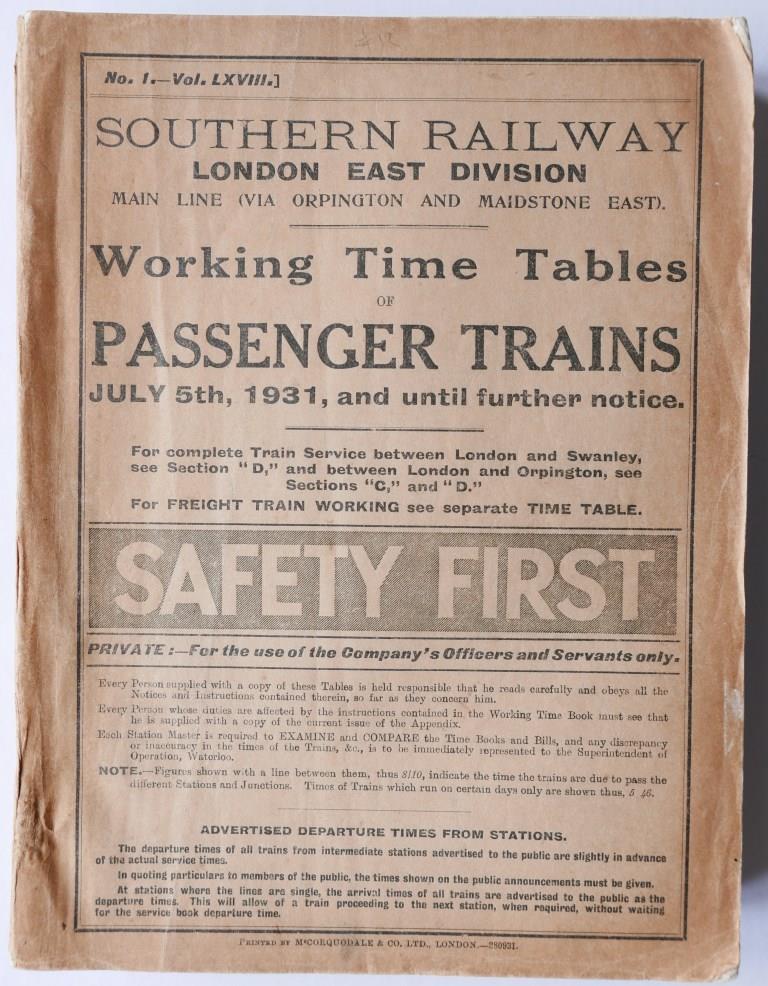 No. 1.—Vol. LXVIII.]
SOUTHERN RAILWAY
LONDON EAST DIVISION
MAIN LINE (VIA ORPINGTON AND MAIDSTONE EAST).
Working Time Tables
OF
PASSENGER TRAINS
JULY 5th, 1931, and until further notice.
For complete Train Service between London and Swanley,
see Section "D," and between London and Orpington, see
Sections "C," and "D."
For FREIGHT TRAIN WORKING see separate TIME TABLE.
SAFETY FIRST
PRIVATE:—For the use of the Company's Officers and Servants only.
Every Person supplied with a copy of these Tables is held responsible that he reads carefully and obeys all the
Notices and Instructions contained therein, so far as they concern him.
Every Person whose duties are affected by the instructions contained in the Working Time Book must see that
he is supplied with a copy of the current issue of the Appendix.
Each Station Master is required to EXAMINE and COMPARE the Time Books and Bills, and any discrepancy
or inaccuracy in the times of the Trains, &c., is to be immediately represented to the Superintendent of
Operation, Waterloo.
NOTE.—Figures shown with a line between them, thus 8|10, indicate the time the trains are due to pass the
different Stations and Junctions. Times of Trains which run on certain days only are shown thus, 5 46.
ADVERTISED DEPARTURE TIMES FROM STATIONS.
The departure times of all trains from intermediate stations advertised to the public are slightly in advance
of the actual service times.
In quoting particulars to members of the public, the times shown on the public announcements must be given.
At stations where the lines are single, the arrival times of all trains are advertised to the public as the
departure times. This will allow of a train proceeding to the next station, when required, without waiting
for the service book departure time.
PRINTED BY McCORQUODALE & CO. LTD., LONDON.—280931.